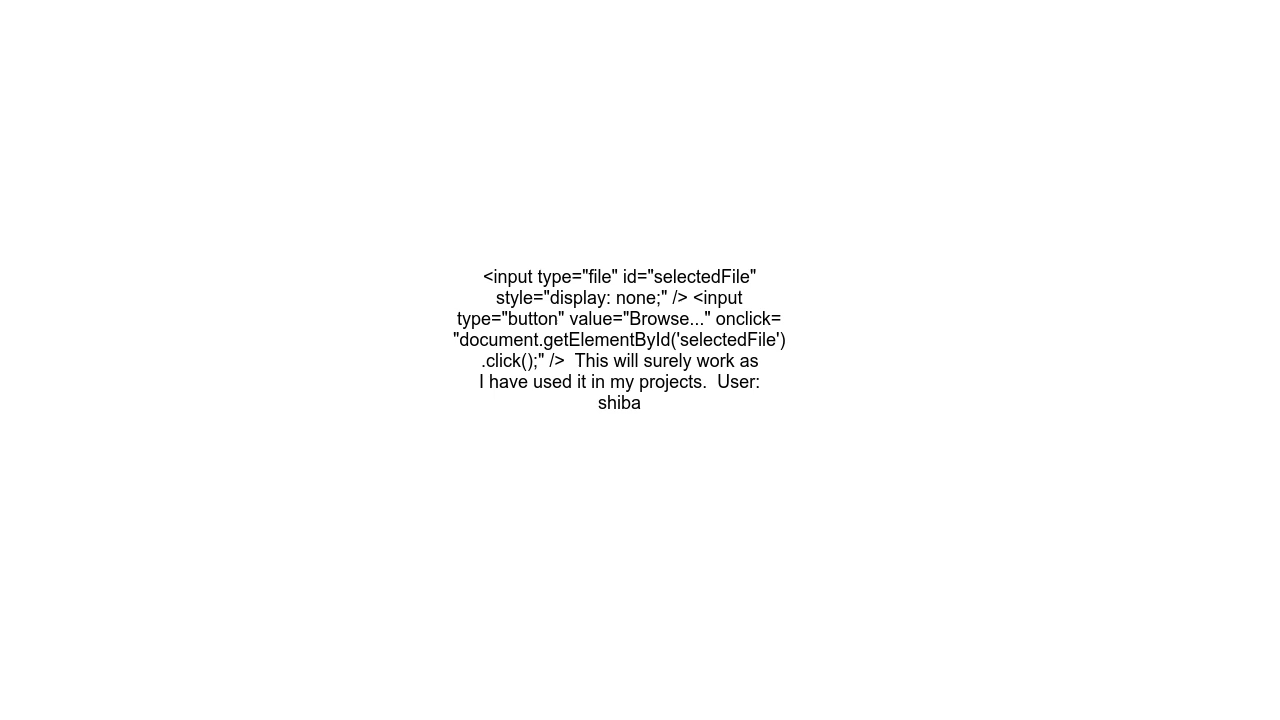 <input type="file" id="selectedFile"
style="display: none;" /> <input
type="button" value="Browse..." onclick=
"document.getElementById('selectedFile')
.click();" />  This will surely work as
I have used it in my projects.  User:
shiba